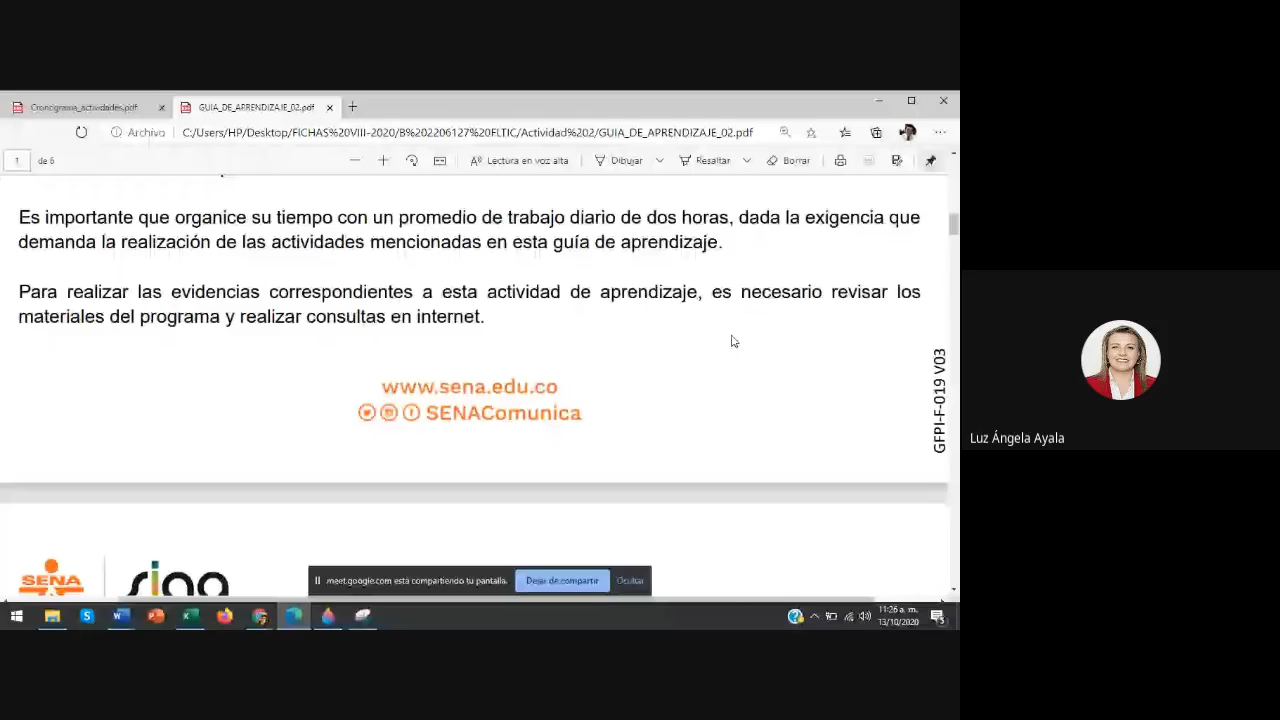 Cronograma_actividades.pdf
GUIA_DE_APRENDIZAJE_02.pdf
Archivo
C:/Users/HP/Desktop/FICHAS%20VIII-2020/B%202206127%20FLTIC/Actividad%202/GUIA_DE_APRENDIZAJE_02.pdf
1 de 6
Lectura en voz alta
Dibujar
Resaltar
Borrar
Es importante que organice su tiempo con un promedio de trabajo diario de dos horas, dada la exigencia que
demanda la realización de las actividades mencionadas en esta guía de aprendizaje.
Para realizar las evidencias correspondientes a esta actividad de aprendizaje, es necesario revisar los
materiales del programa y realizar consultas en internet.
www.sena.edu.co
SENAComunica
GFPI-F-019 V03
Luz Ángela Ayala
SENA
meet.google.com está compartiendo tu pantalla.
Dejar de compartir
Ocultar
11:26 a. m.
13/10/2020